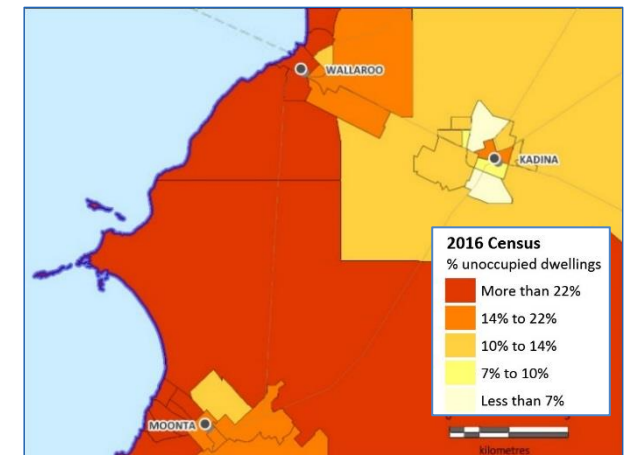 WALLAROO
KADINA
2016 Census
% unoccupied dwellings
More than 22%
14% to 22%
10% to 14%
7% to 10%
Less than 7%
MOONTA
kilometres